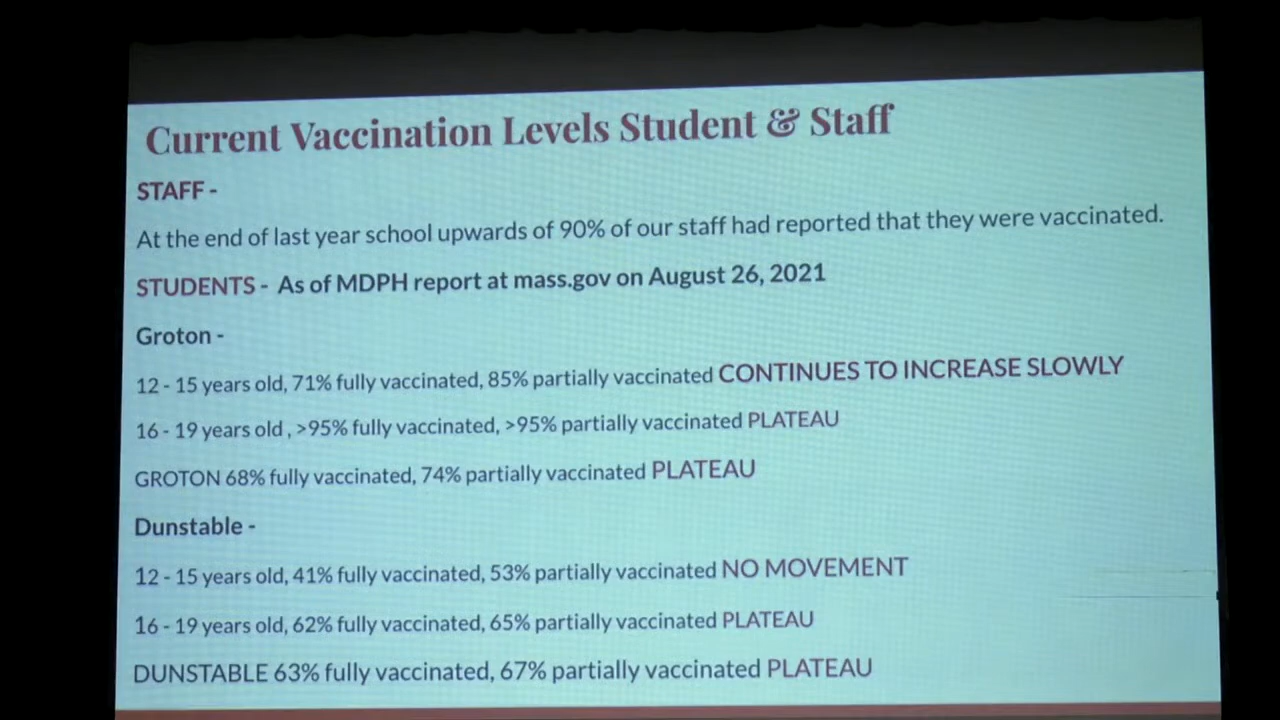 Current Vaccination Levels Student & Staff
STAFF -
At the end of last year school upwards of 90% of our staff had reported that they were vaccinated.
STUDENTS - As of MDPH report at mass.gov on August 26, 2021
Groton -
12 - 15 years old, 71% fully vaccinated, 85% partially vaccinated CONTINUES TO INCREASE SLOWLY
16 - 19 years old , >95% fully vaccinated, >95% partially vaccinated PLATEAU
GROTON 68% fully vaccinated, 74% partially vaccinated PLATEAU
Dunstable -
12 - 15 years old, 41% fully vaccinated, 53% partially vaccinated NO MOVEMENT
16 - 19 years old, 62% fully vaccinated, 65% partially vaccinated PLATEAU
DUNSTABLE 63% fully vaccinated, 67% partially vaccinated PLATEAU